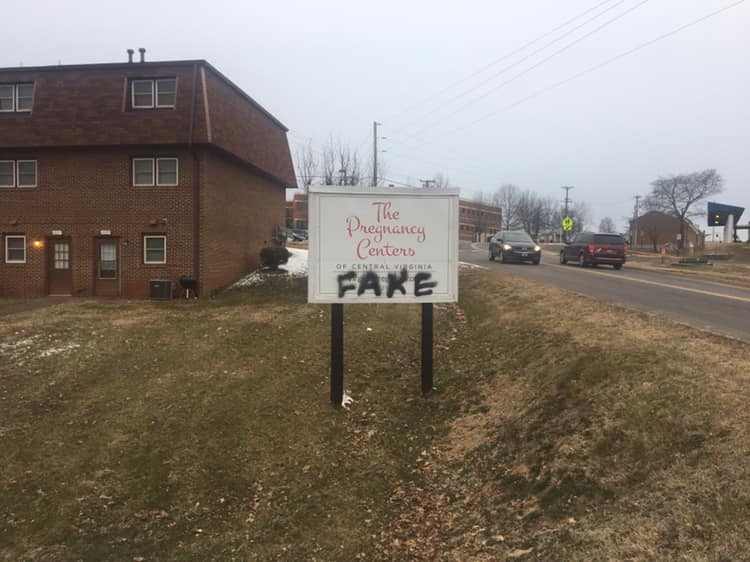 The
Pregnancy
Centers
OF CENTRAL VIRGINIA
FAKE